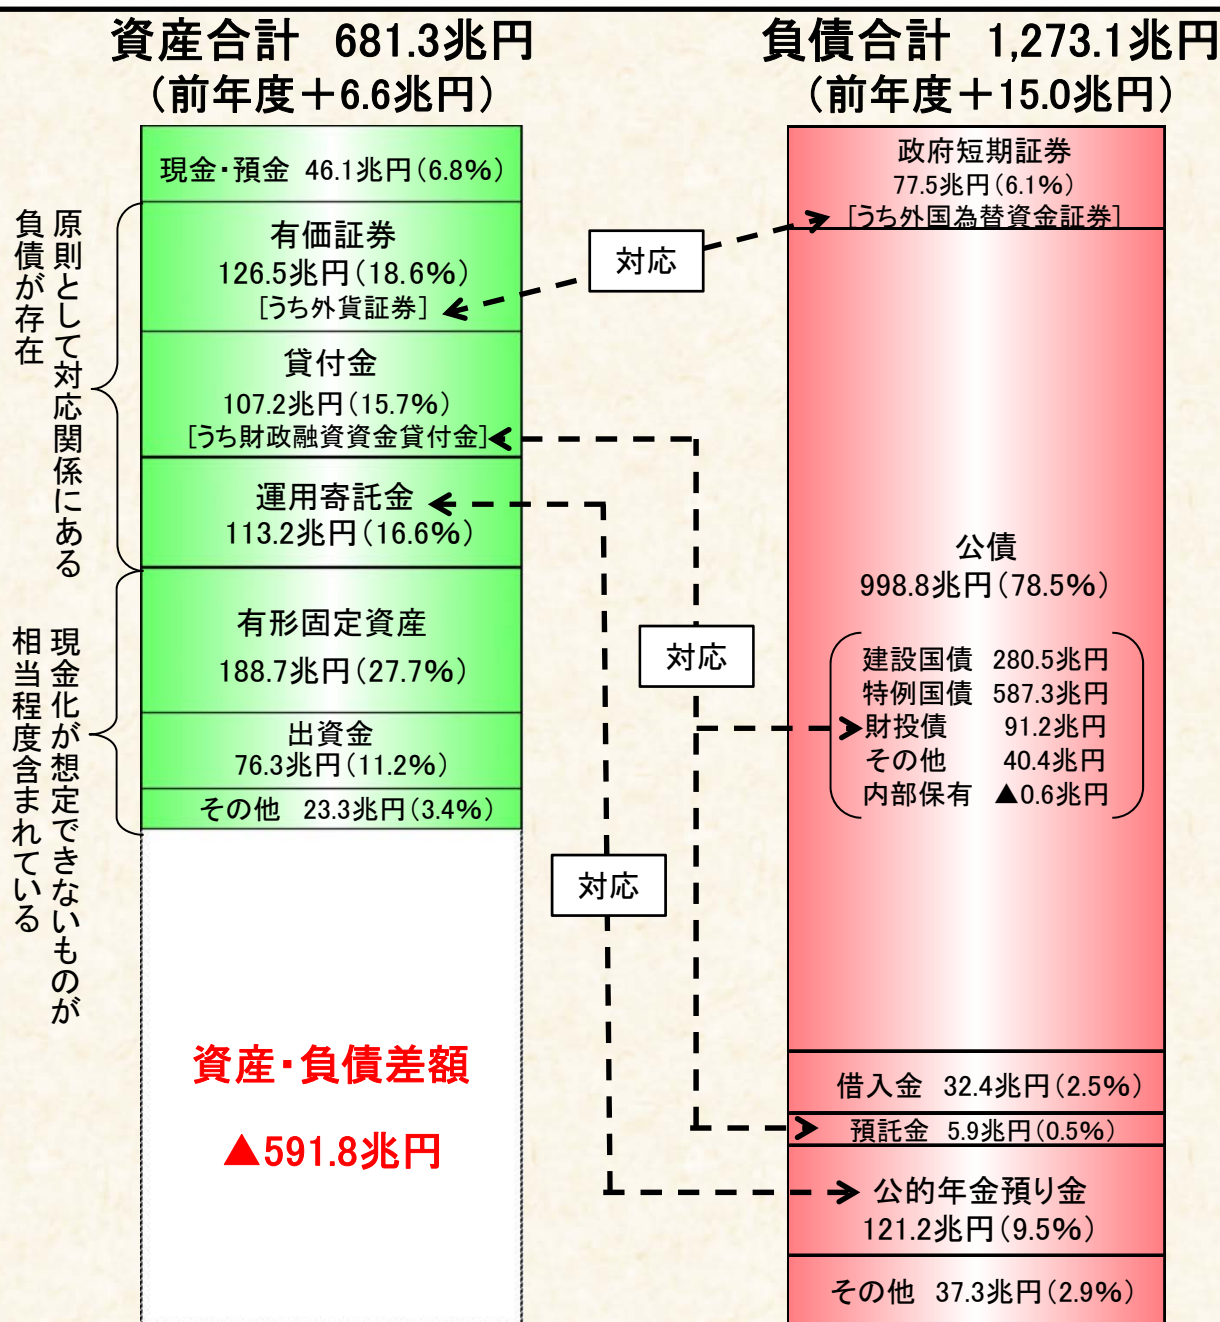 資産合計 681.3兆円
(前年度＋6.6兆円)
現金・預金 46.1兆円(6.8%)
有価証券
126.5兆円(18.6%)
[うち外貨証券]
貸付金
107.2兆円(15.7%)
[うち財政融資資金貸付金]
運用寄託金
113.2兆円(16.6%)
有形固定資産
188.7兆円(27.7%)
出資金
76.3兆円(11.2%)
その他 23.3兆円(3.4%)
資産・負債差額
▲591.8兆円
原則として対応関係にある
負債が存在
現金化が想定できないものが
相当程度含まれている
対応
対応
対応
負債合計 1,273.1兆円
(前年度＋15.0兆円)
政府短期証券
77.5兆円(6.1%)
[うち外国為替資金証券]
公債
998.8兆円(78.5%)
建設国債 280.5兆円
特例国債 587.3兆円
財投債 91.2兆円
その他 40.4兆円
内部保有 ▲0.6兆円
借入金 32.4兆円(2.5%)
預託金 5.9兆円(0.5%)
公的年金預り金
121.2兆円(9.5%)
その他 37.3兆円(2.9%)